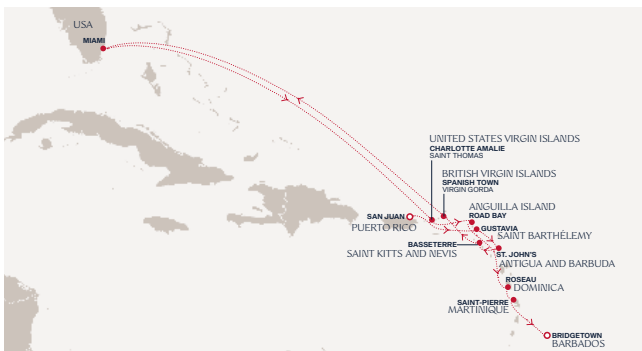 USA
MIAMI
UNITED STATES VIRGIN ISLANDS
CHARLOTTE AMALIE
SAINT THOMAS
BRITISH VIRGIN ISLANDS
SPANISH TOWN
VIRGIN GORDA
ANGUILLA ISLAND
ROAD BAY
SAN JUAN
PUERTO RICO
GUSTAVIA
SAINT BARTHÉLEMY
BASSETERRE
SAINT KITTS AND NEVIS
ST. JOHN'S
ANTIGUA AND BARBUDA
ROSEAU
DOMINICA
SAINT-PIERRE
MARTINIQUE
BRIDGETOWN
BARBADOS